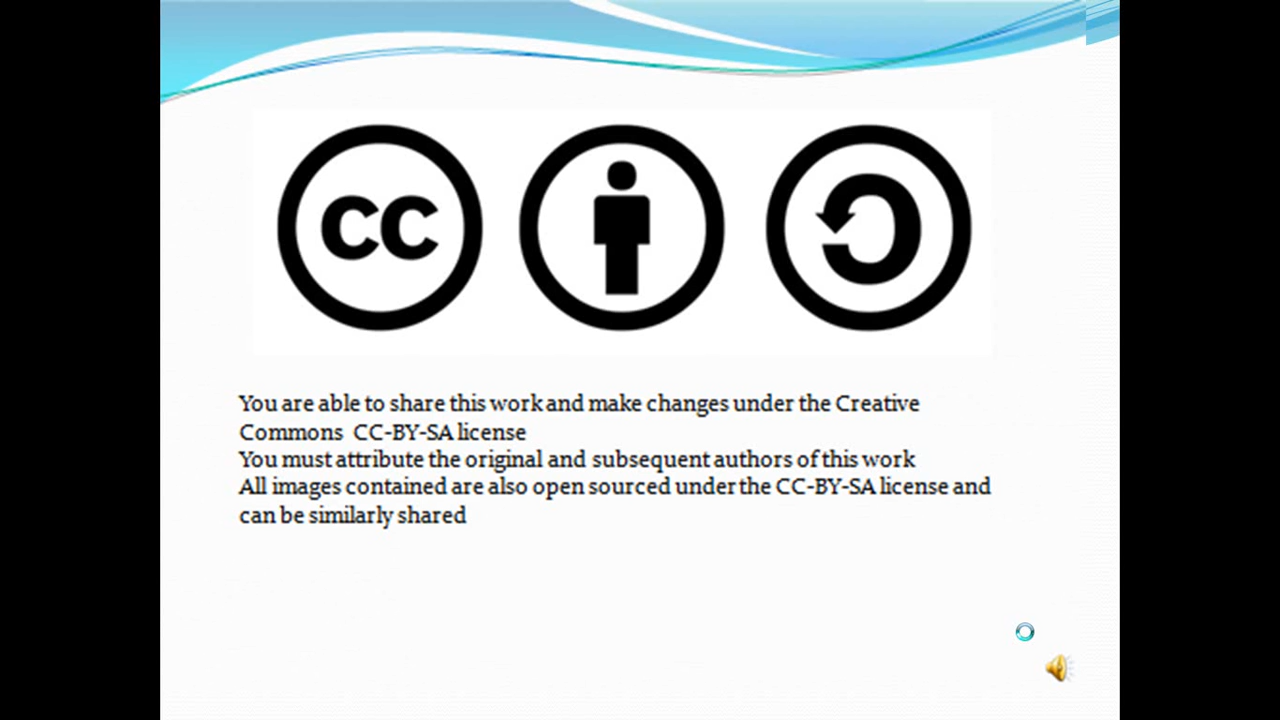 cc
You are able to share this work and make changes under the Creative
Commons  CC-BY-SA license
You must attribute the original and subsequent authors of this work
All images contained are also open sourced under the CC-BY-SA license and
can be similarly shared